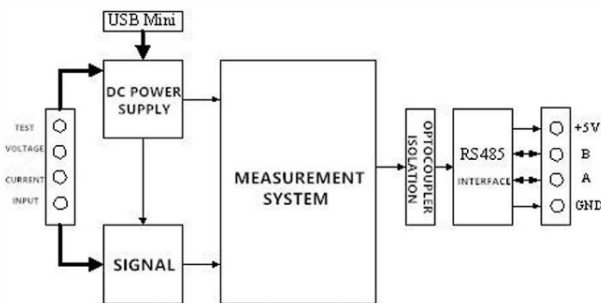 USB Mini
DC POWER
SUPPLY
TEST
VOLTAGE
CURRENT
INPUT
SIGNAL
MEASUREMENT
SYSTEM
OPTOCOUPLER
ISOLATION
RS485
INTERFACE
+5V
B
A
GND